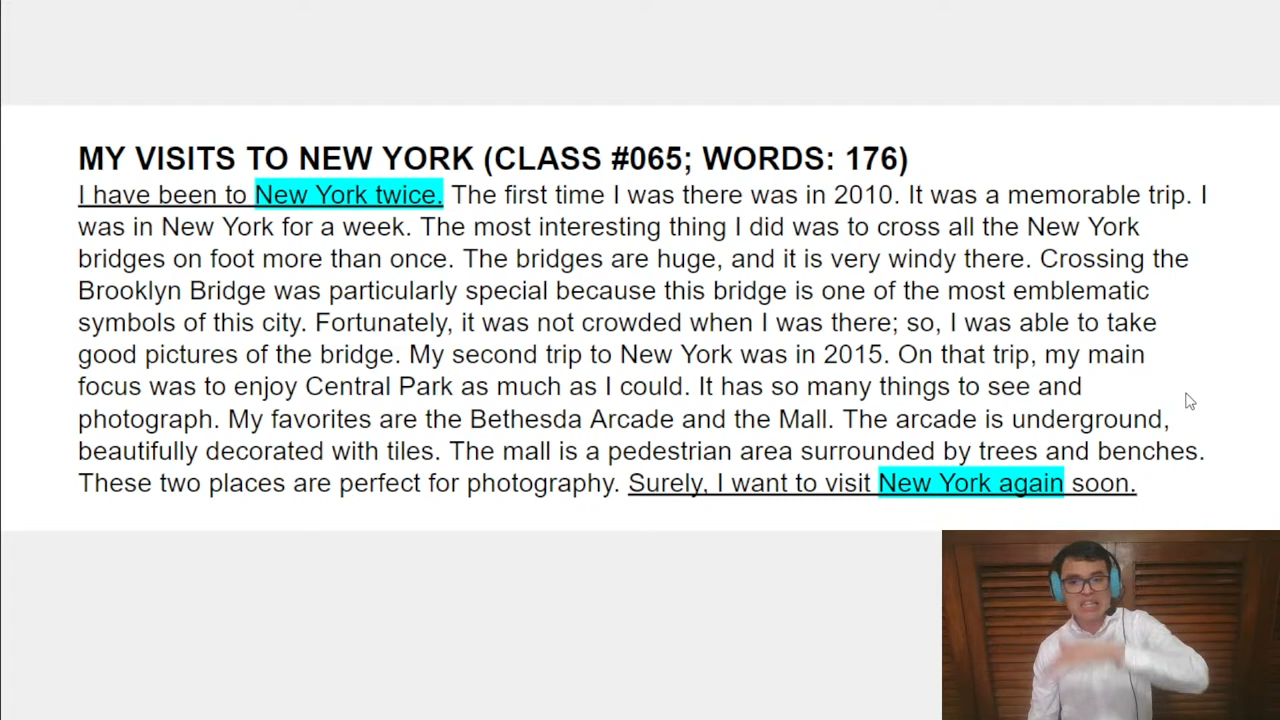 MY VISITS TO NEW YORK (CLASS #065; WORDS: 176)
I have been to New York twice. The first time I was there was in 2010. It was a memorable trip. I
was in New York for a week. The most interesting thing I did was to cross all the New York
bridges on foot more than once. The bridges are huge, and it is very windy there. Crossing the
Brooklyn Bridge was particularly special because this bridge is one of the most emblematic
symbols of this city. Fortunately, it was not crowded when I was there; so, I was able to take
good pictures of the bridge. My second trip to New York was in 2015. On that trip, my main
focus was to enjoy Central Park as much as I could. It has so many things to see and
photograph. My favorites are the Bethesda Arcade and the Mall. The arcade is underground,
beautifully decorated with tiles. The mall is a pedestrian area surrounded by trees and benches.
These two places are perfect for photography. Surely, I want to visit New York again soon.